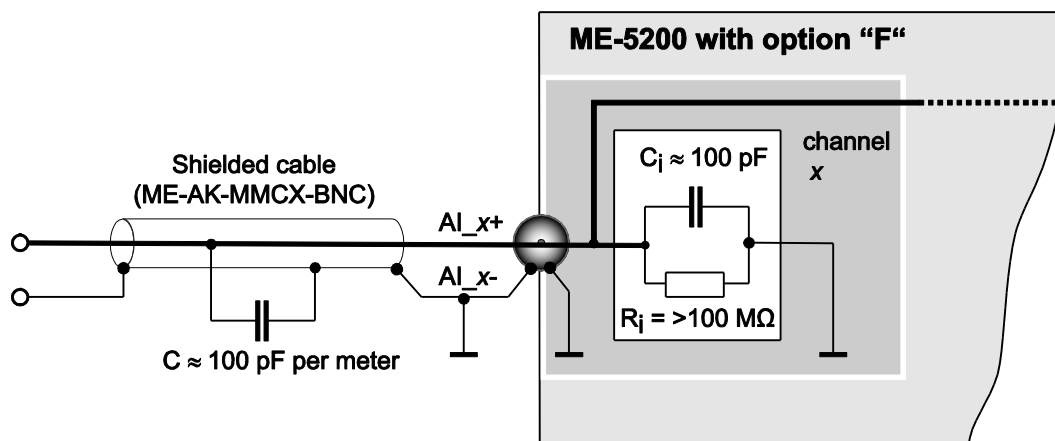 ME-5200 with option “F“
channel
x
Ci ≈ 100 pF
Shielded cable
(ME-AK-MMCX-BNC)
AI_x+
AI_x-
Ri = >100 MΩ
C ≈ 100 pF per meter